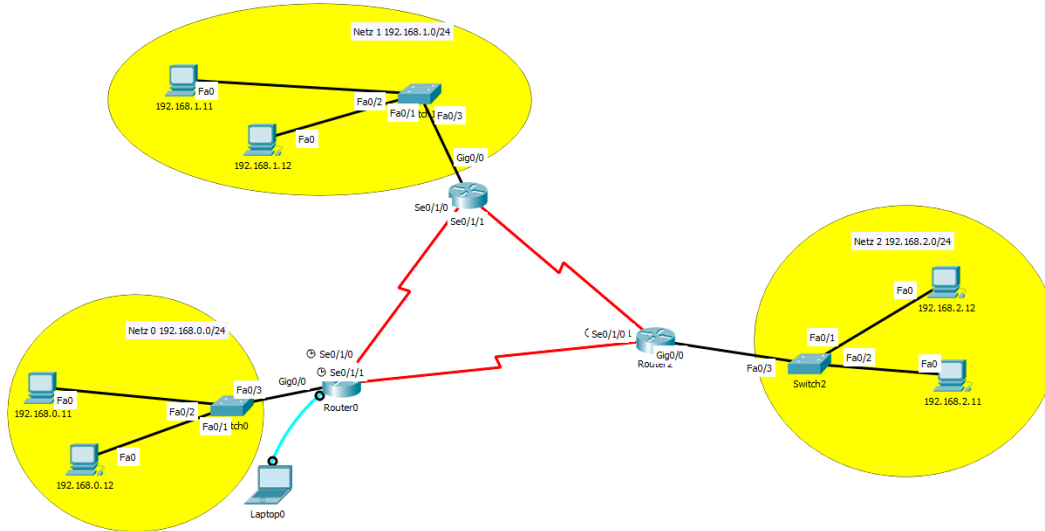 Netz 1 192.168.1.0/24
Fa0
192.168.1.11
Fa0/2
Fa0/1
Fa0/3
Fa0
192.168.1.12
Gig0/0
Se0/1/0
Se0/1/1
Netz 2 192.168.2.0/24
Fa0
192.168.2.12
Se0/1/0
Gig0/0
Fa0/1
Fa0/2
Fa0
Fa0/3
Switch2
192.168.2.11
Netz 0 192.168.0.0/24
Se0/1/0
Se0/1/1
Gig0/0
Router0
Fa0/3
Fa0
192.168.0.11
Fa0/2
Fa0/1
Fa0
192.168.0.12
Laptop0